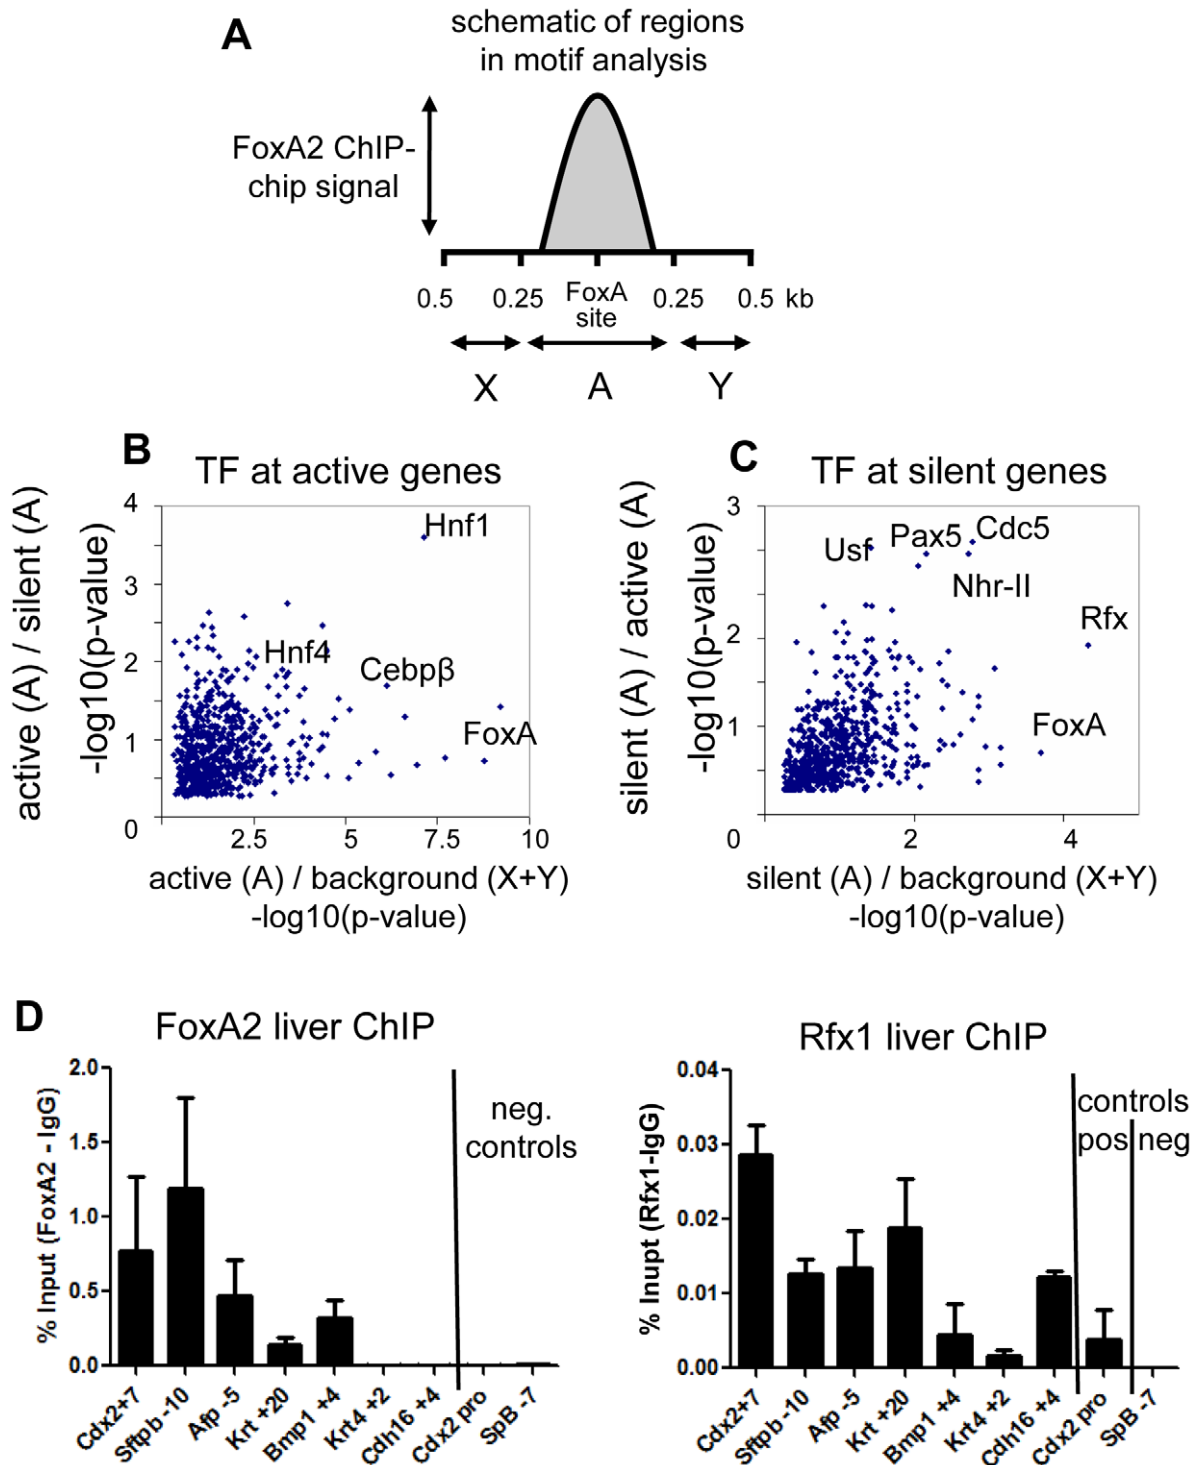 A
schematic of regions
in motif analysis
FoxA2 ChIP-
chip signal
0.5 0.25 FoxA site 0.25 0.5 kb
X A Y
B
TF at active genes
active (A) / silent (A)
-log10(p-value)
4
3
2
1
0
Hnf1
Hnf4
Cebpβ
FoxA
2.5 5 7.5 10
active (A) / background (X+Y)
-log10(p-value)
C
TF at silent genes
silent (A) / active (A)
-log10(p-value)
3
2
1
0
Usf Pax5 Cdc5
Nhr-II
Rfx
FoxA
2 4
silent (A) / background (X+Y)
-log10(p-value)
D
FoxA2 liver ChIP
% Input (FoxA2 - IgG)
2.0
1.5
1.0
0.5
0.0
neg.
controls
Cdx2+7
Sftpb -10
Afp -5
Krt +20
Bmp1 +4
Krt4 +2
Cdh16 +4
Cdx2 pro
SpB -7
Rfx1 liver ChIP
% Inupt (Rfx1-IgG)
0.04
0.03
0.02
0.01
0.00
controls
pos neg
Cdx2+7
Sftpb -10
Afp -5
Krt +20
Bmp1 +4
Krt4 +2
Cdh16 +4
Cdx2 pro
SpB -7